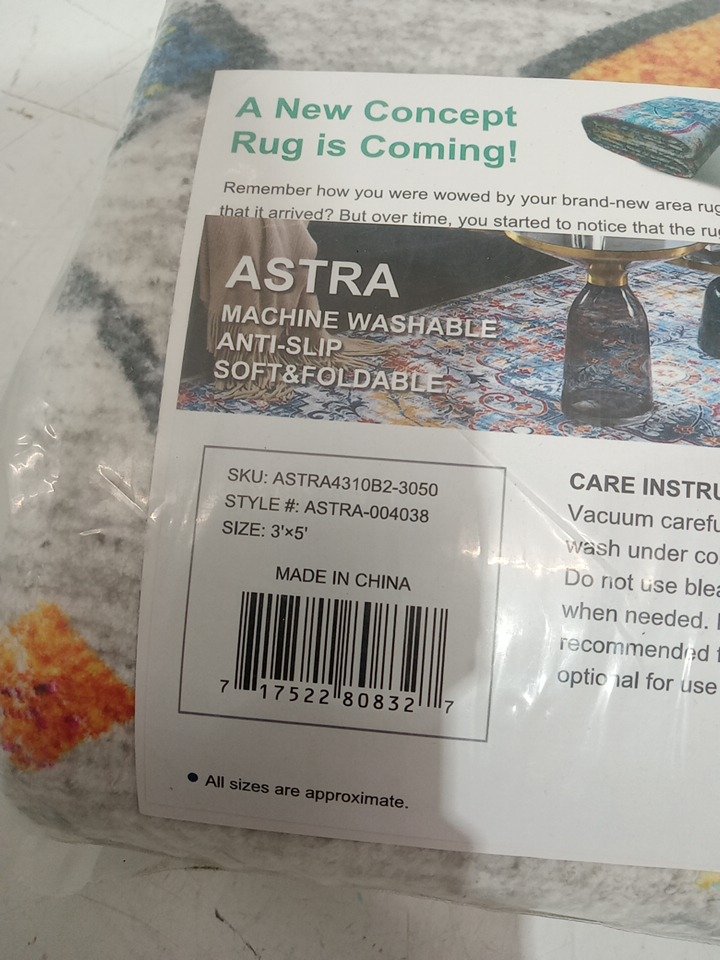 A New Concept
Rug is Coming!
Remember how you were wowed by your brand-new area rug
that it arrived? But over time, you started to notice that the rug
ASTRA
MACHINE WASHABLE
ANTI-SLIP
SOFT&FOLDABLE
SKU: ASTRA4310B2-3050
STYLE #: ASTRA-004038
SIZE: 3'×5'
MADE IN CHINA
7 17522 80832 7
• All sizes are approximate.
CARE INSTRU
Vacuum carefu
wash under co
Do not use blea
when needed.
recommended f
optional for use